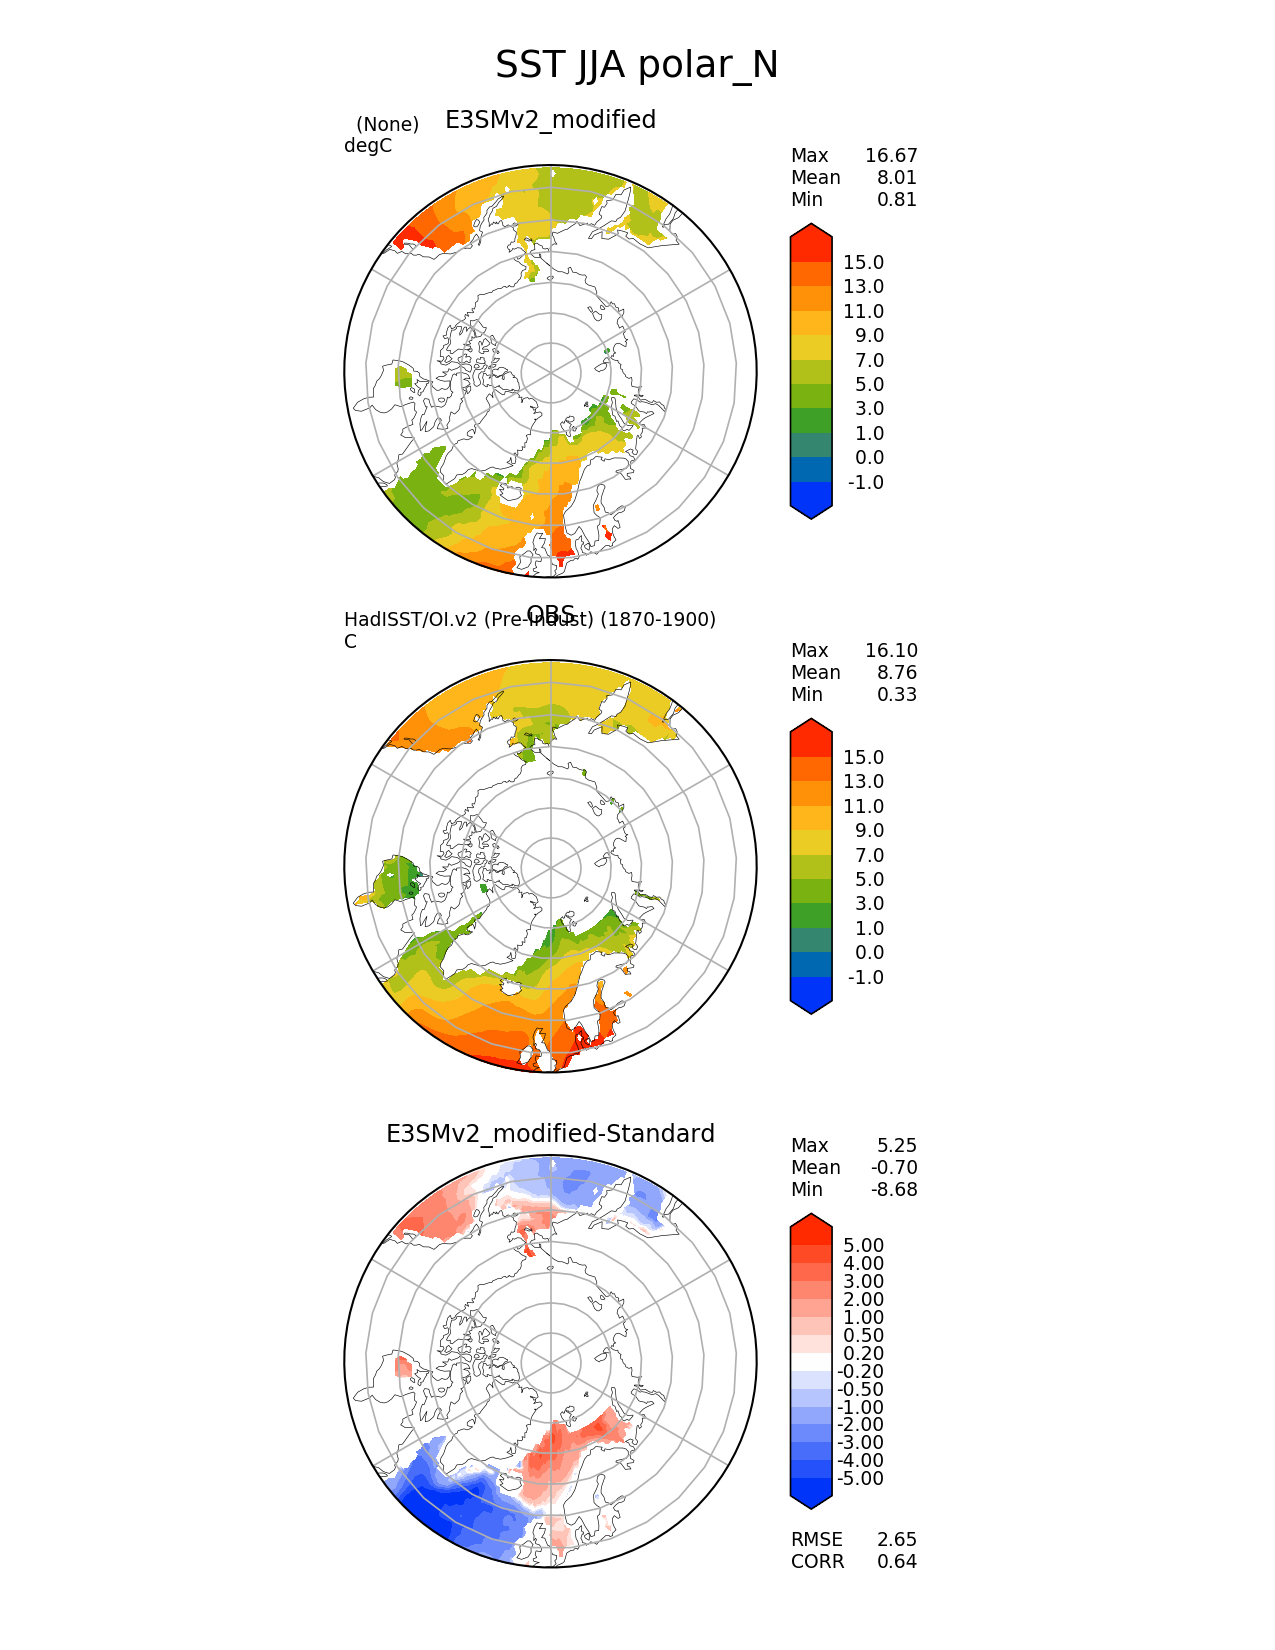 SST JJA polar_N
E3SMv2_modified
(None)
degC
Max 16.67
Mean 8.01
Min 0.81
15.0
13.0
11.0
9.0
7.0
5.0
3.0
1.0
0.0
-1.0
OBS
HadISST/OI.v2 (Pre-Indust) (1870-1900)
C
Max 16.10
Mean 8.76
Min 0.33
15.0
13.0
11.0
9.0
7.0
5.0
3.0
1.0
0.0
-1.0
E3SMv2_modified-Standard
Max 5.25
Mean -0.70
Min -8.68
5.00
4.00
3.00
2.00
1.00
0.50
0.20
-0.20
-0.50
-1.00
-2.00
-3.00
-4.00
-5.00
RMSE 2.65
CORR 0.64